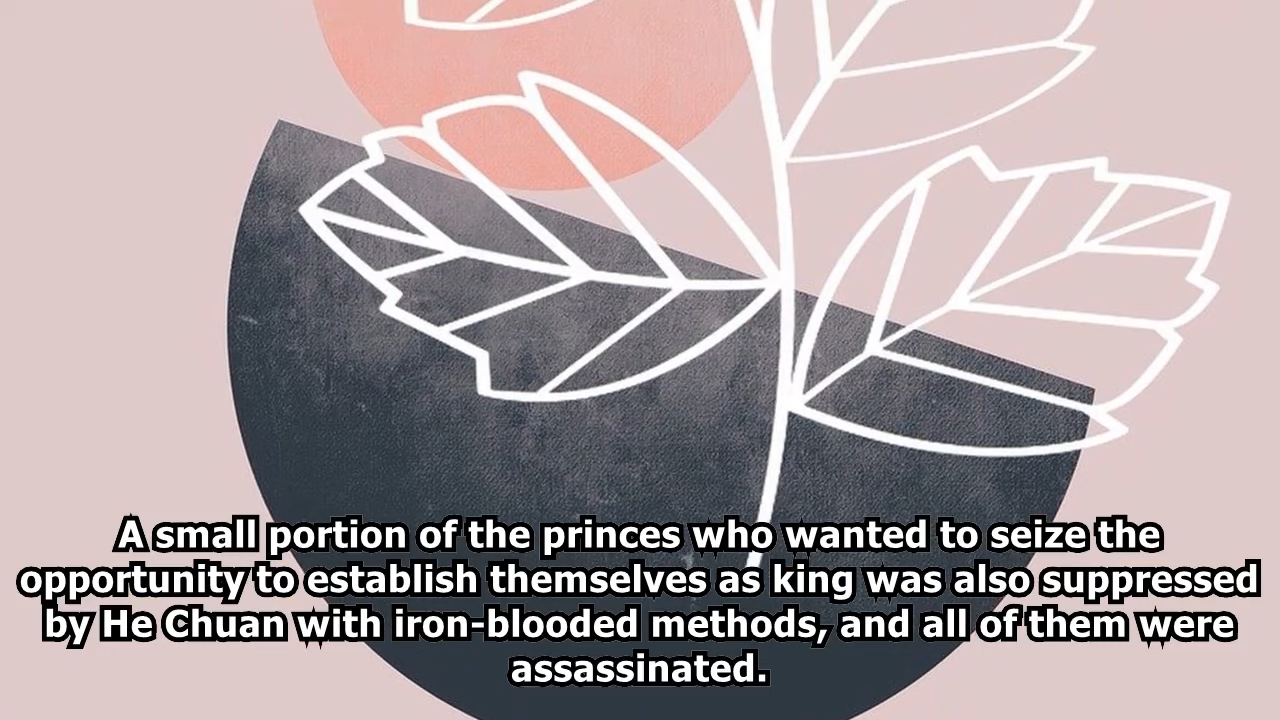 A small portion of the princes who wanted to seize the
opportunity to establish themselves as king was also suppressed
by He Chuan with iron-blooded methods, and all of them were
assassinated.